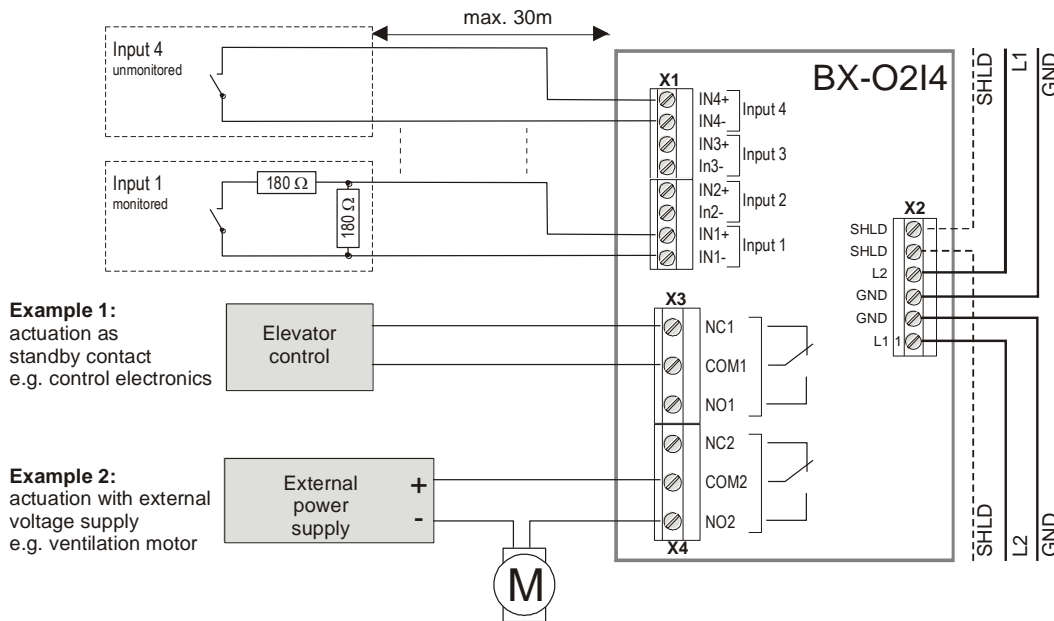 max. 30m
Input 4
unmonitored
Input 1
monitored
180 Ω
180 Ω
BX-O2I4
X1
IN4+
IN4-
Input 4
IN3+
In3-
Input 3
IN2+
In2-
Input 2
IN1+
IN1-
Input 1
SHLD
L1
GND
X2
SHLD
SHLD
L2
GND
GND
L1 1
SHLD
L2
GND
Example 1:
actuation as
standby contact
e.g. control electronics
Elevator
control
X3
NC1
COM1
NO1
Example 2:
actuation with external
voltage supply
e.g. ventilation motor
External
power
supply
+
-
NC2
COM2
NO2
X4
M